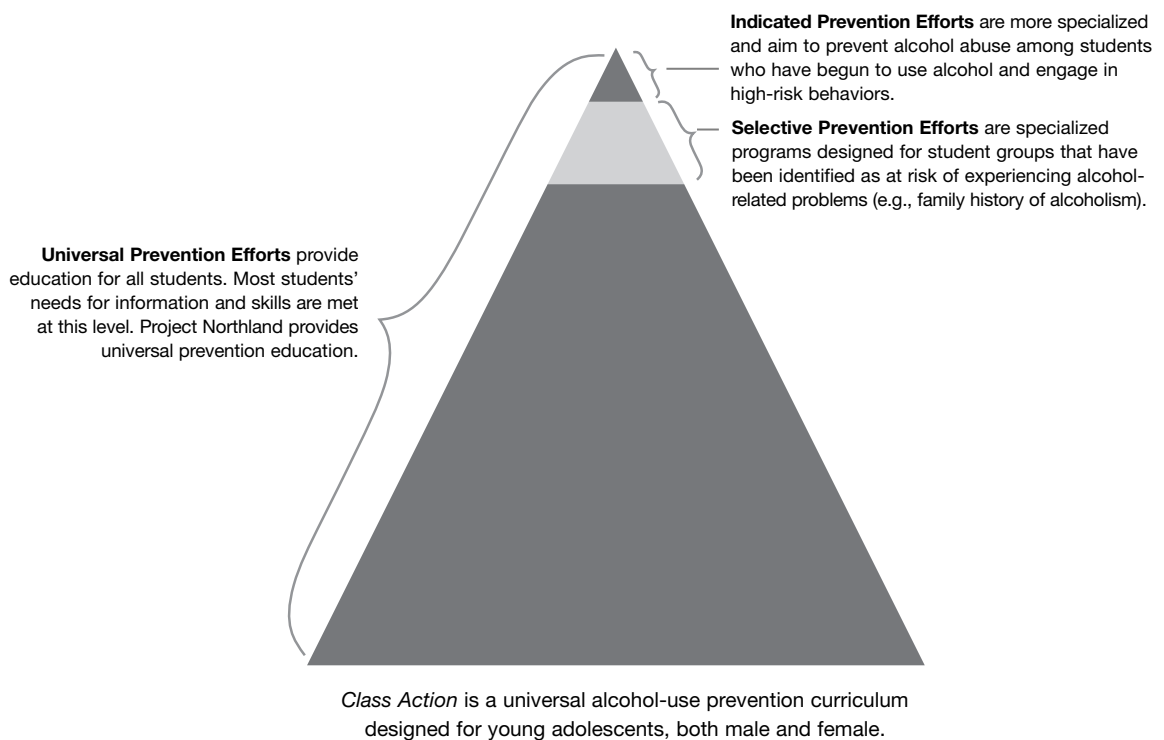 Indicated Prevention Efforts are more specialized
and aim to prevent alcohol abuse among students
who have begun to use alcohol and engage in
high-risk behaviors.
Selective Prevention Efforts are specialized
programs designed for student groups that have
been identified as at risk of experiencing alcohol-
related problems (e.g., family history of alcoholism).
Universal Prevention Efforts provide
education for all students. Most students’
needs for information and skills are met
at this level. Project Northland provides
universal prevention education.
Class Action is a universal alcohol-use prevention curriculum
designed for young adolescents, both male and female.